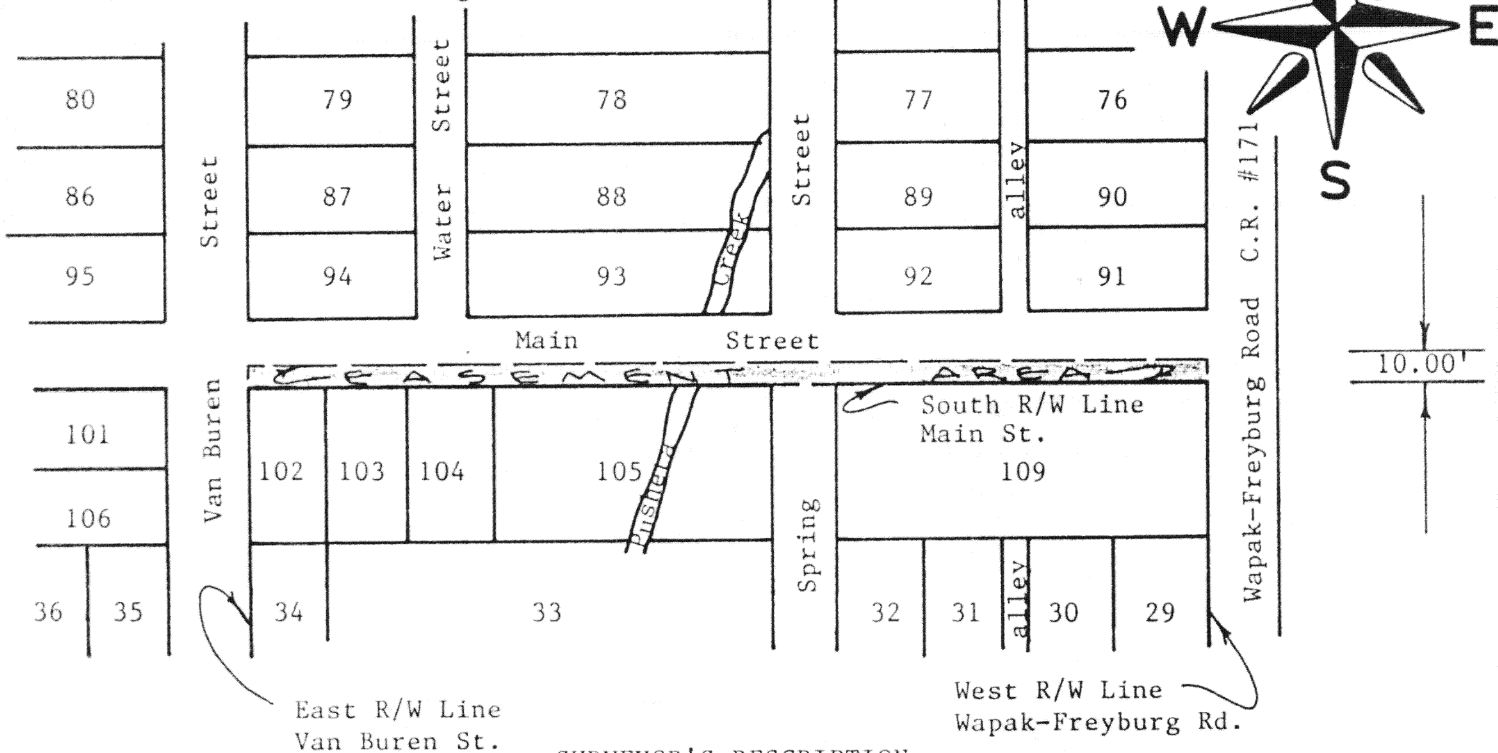 W E
S
80 79 78 77 76
Street
Water Street
Street
alley
86 87 88 89 90
Creek
95 94 93 92 91
Wapak-Freyburg Road C.R. #171
Main Street
EASEMENT AREA
10.00'
South R/W Line
Main St.
Van Buren
101
102 103 104 105 109
106
Pusheta
Spring
36 35 34 33 32 31 alley 30 29
East R/W Line
Van Buren St.
West R/W Line
Wapak-Freyburg Rd.
SURVEYOR'S DESCRIPTION